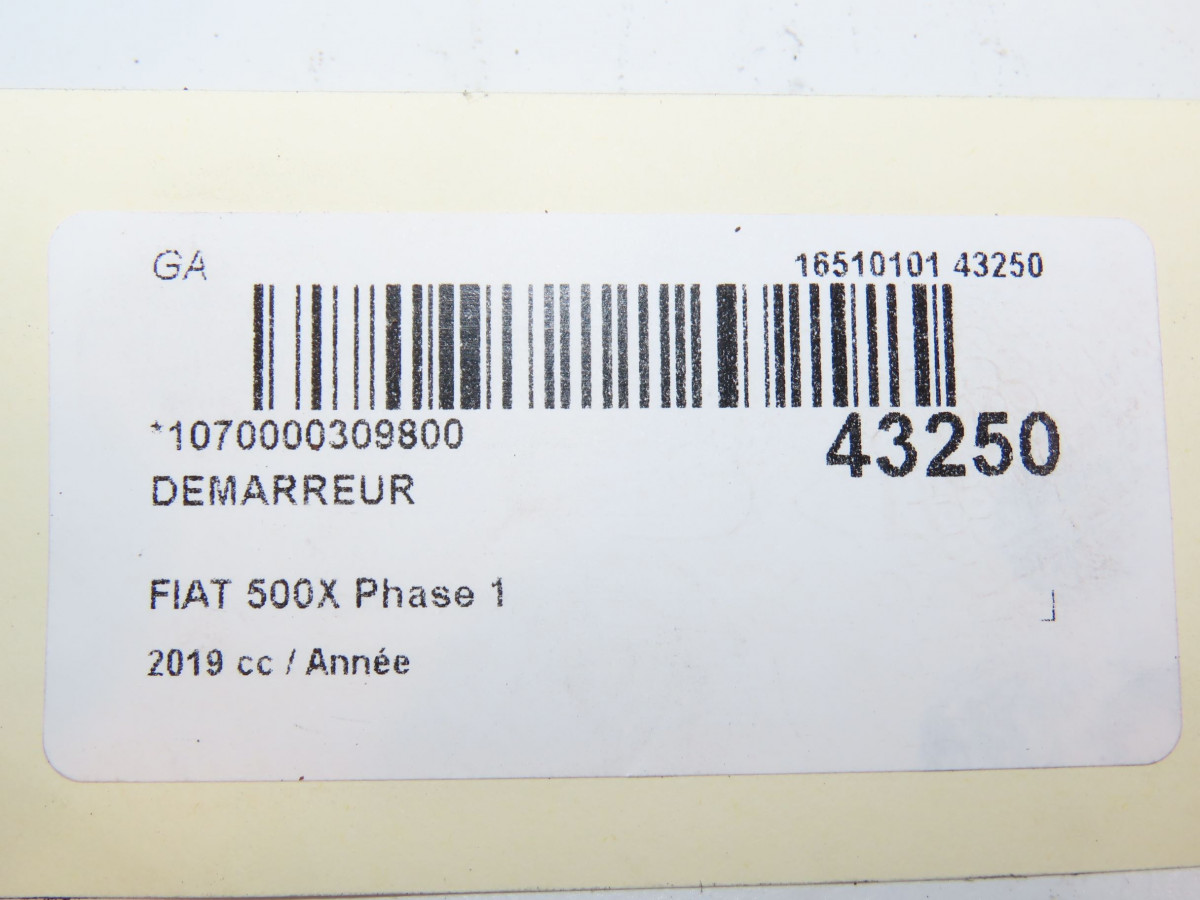 GA
16510101 43250
*1070000309800
43250
DEMARREUR
FIAT 500X Phase 1
2019 cc / Année